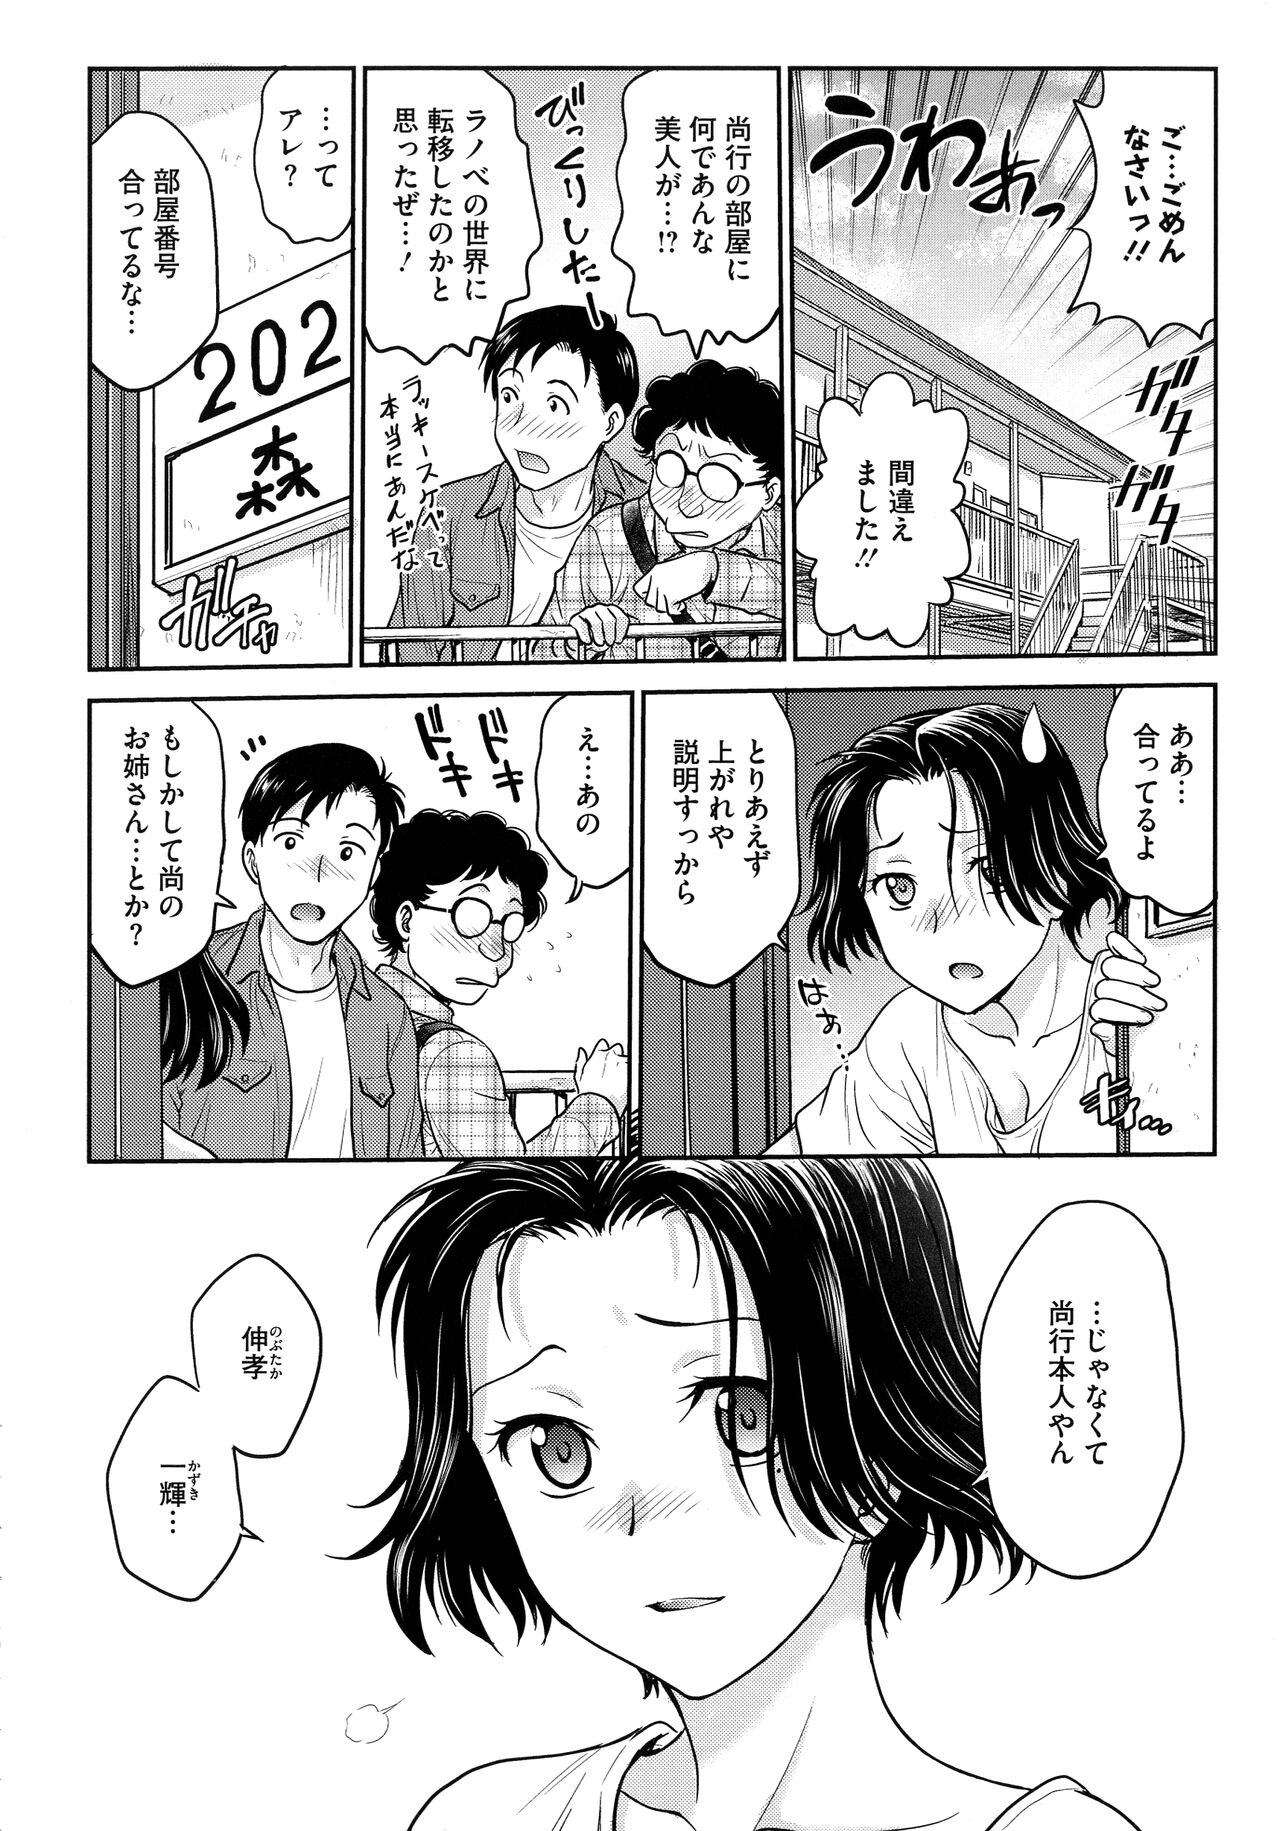 ご…ごめん
なさいっ!!
うわぁっ
ガタ
ガタ
間違え
ました!!
尚行の部屋に
何であんな
美人が…!?
びっくりしたー
ラノベの世界に
転移したのかと
思ったぜ…!
ラッキースケベって
本当にあんだな
…って
アレ?
部屋番号
合ってるな…
202
森
ガチャ
ああ…
合ってるよ
とりあえず
上がれや
説明すっから
はぁ…
キィ…
え…あの
ドキ
ドキ
もしかして尚の
お姉さん…とか?
…じゃなくて
尚行本人やん
伸孝
のぶたか
一輝…
かずき